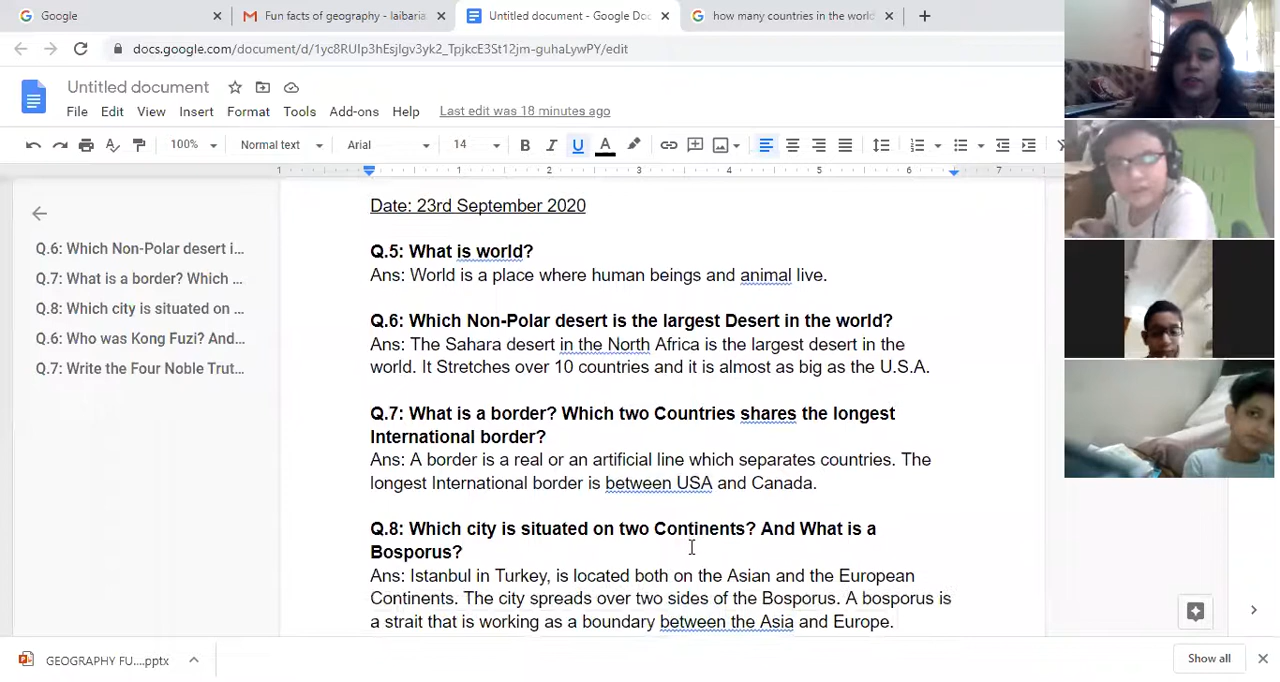 Google
Fun facts of geography - laibaria
Untitled document - Google Doc
how many countries in the world
docs.google.com/document/d/1yc8RUIp3hEsjIgv3yk2_TpjkcE3St12jm-guhaLywPY/edit
Untitled document
File Edit View Insert Format Tools Add-ons Help Last edit was 18 minutes ago
100% Normal text Arial 14 B I U A
1 1 2 3 4 5 6 7
Q.6: Which Non-Polar desert i...
Q.7: What is a border? Which ...
Q.8: Which city is situated on ...
Q.6: Who was Kong Fuzi? And...
Q.7: Write the Four Noble Trut...
Date: 23rd September 2020
Q.5: What is world?
Ans: World is a place where human beings and animal live.
Q.6: Which Non-Polar desert is the largest Desert in the world?
Ans: The Sahara desert in the North Africa is the largest desert in the
world. It Stretches over 10 countries and it is almost as big as the U.S.A.
Q.7: What is a border? Which two Countries shares the longest
International border?
Ans: A border is a real or an artificial line which separates countries. The
longest International border is between USA and Canada.
Q.8: Which city is situated on two Continents? And What is a
Bosporus?
Ans: Istanbul in Turkey, is located both on the Asian and the European
Continents. The city spreads over two sides of the Bosporus. A bosporus is
a strait that is working as a boundary between the Asia and Europe.
GEOGRAPHY FU....pptx
Show all